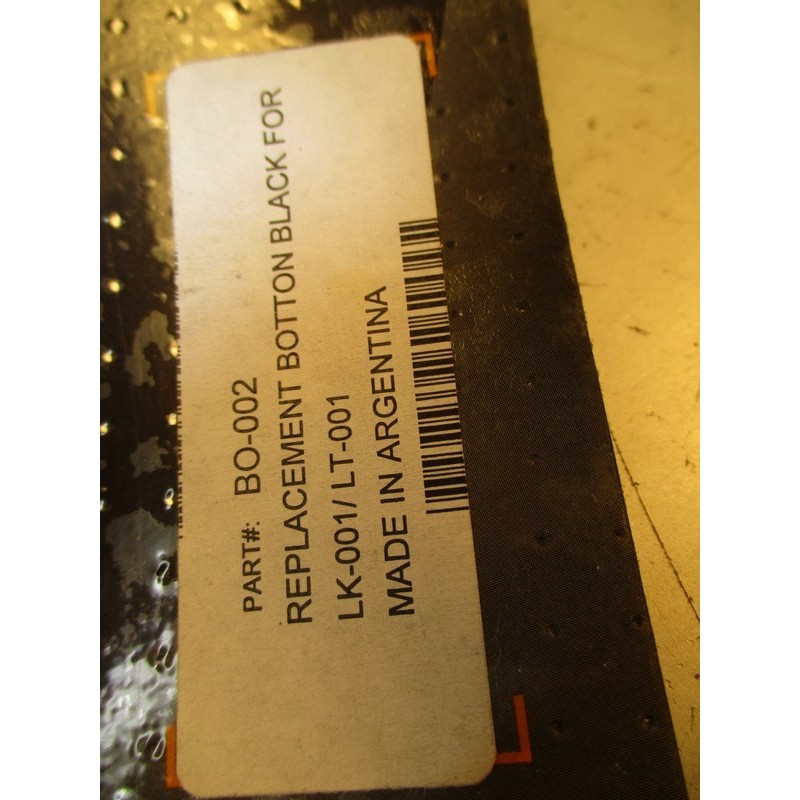 PART#: BO-002
REPLACEMENT BOTTON BLACK FOR
LK-001/ LT-001
MADE IN ARGENTINA